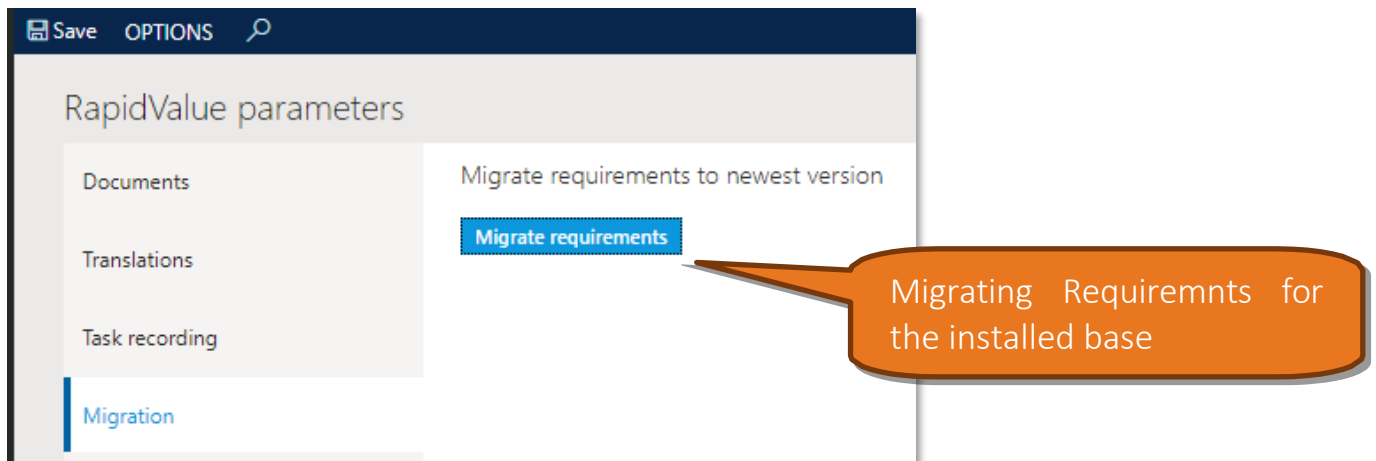 Save OPTIONS
RapidValue parameters
Documents
Migrate requirements to newest version
Migrate requirements
Translations
Migrating Requiremnts for
the installed base
Task recording
Migration